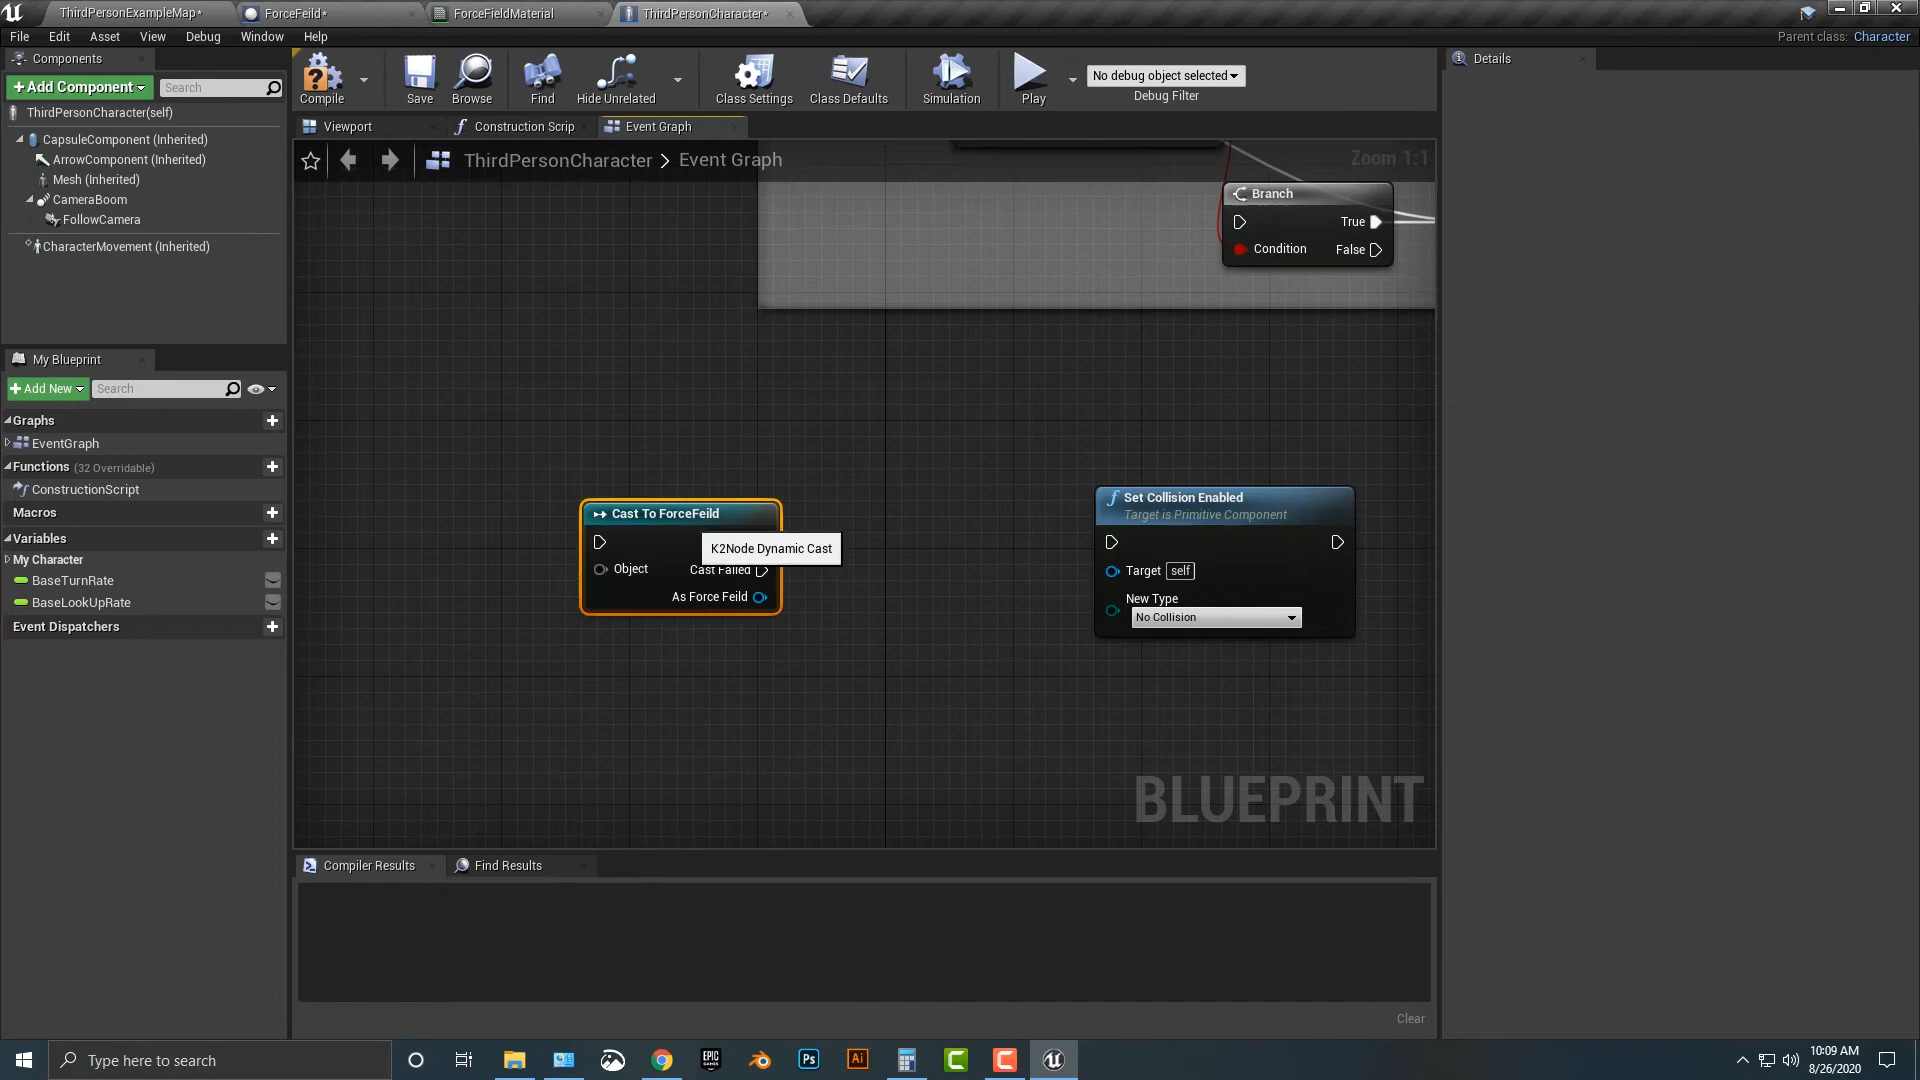 ThirdPersonExampleMap*
ForceFeild*
ForceFieldMaterial
ThirdPersonCharacter*
File Edit Asset View Debug Window Help
Parent class: Character
Components
+Add Component
Search
ThirdPersonCharacter(self)
CapsuleComponent (Inherited)
ArrowComponent (Inherited)
Mesh (Inherited)
CameraBoom
FollowCamera
CharacterMovement (Inherited)
Compile
Save
Browse
Find
Hide Unrelated
Class Settings
Class Defaults
Simulation
Play
No debug object selected
Debug Filter
Details
Viewport
Construction Scrip
Event Graph
ThirdPersonCharacter > Event Graph
Zoom 1:1
Branch
True
Condition
False
Cast To ForceFeild
K2Node Dynamic Cast
Object
Cast Failed
As Force Feild
Set Collision Enabled
Target is Primitive Component
Target self
New Type
No Collision
BLUEPRINT
My Blueprint
+Add New
Search
Graphs
EventGraph
Functions (32 Overridable)
ConstructionScript
Macros
Variables
My Character
BaseTurnRate
BaseLookUpRate
Event Dispatchers
Compiler Results
Find Results
Clear
Type here to search
EPIC
GAMES
Ps
Ai
10:09 AM
8/26/2020